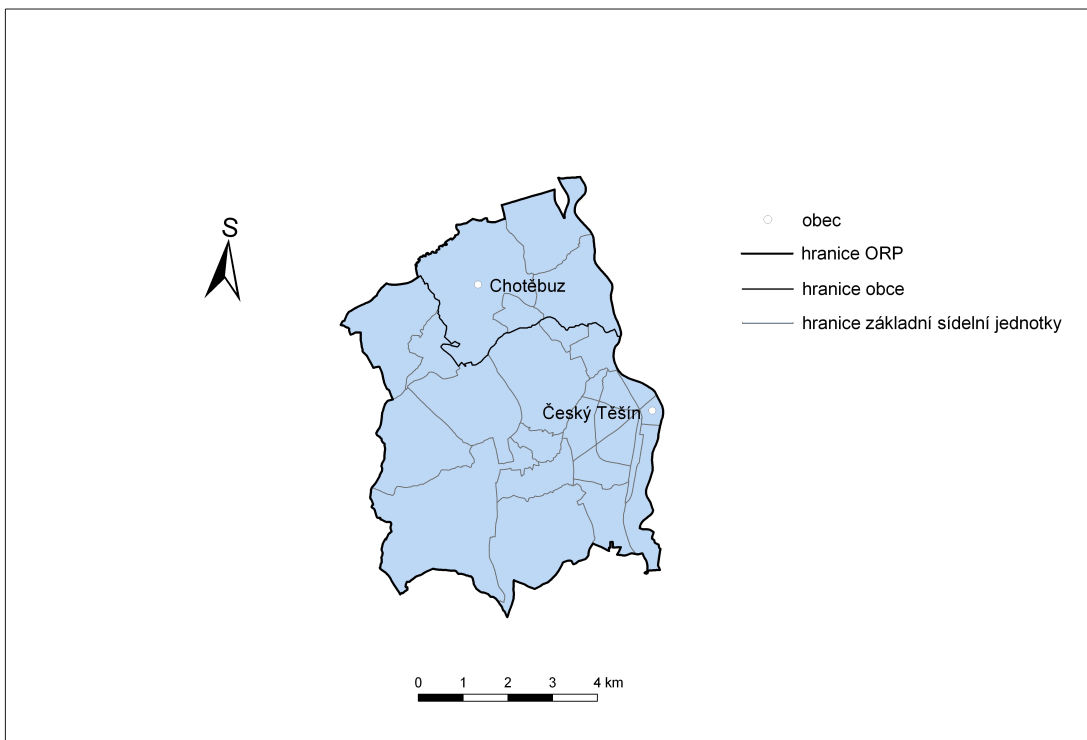 S
obec
hranice ORP
Chotěbuz
hranice obce
hranice základní sídelní jednotky
Český Těšín
0 1 2 3 4 km